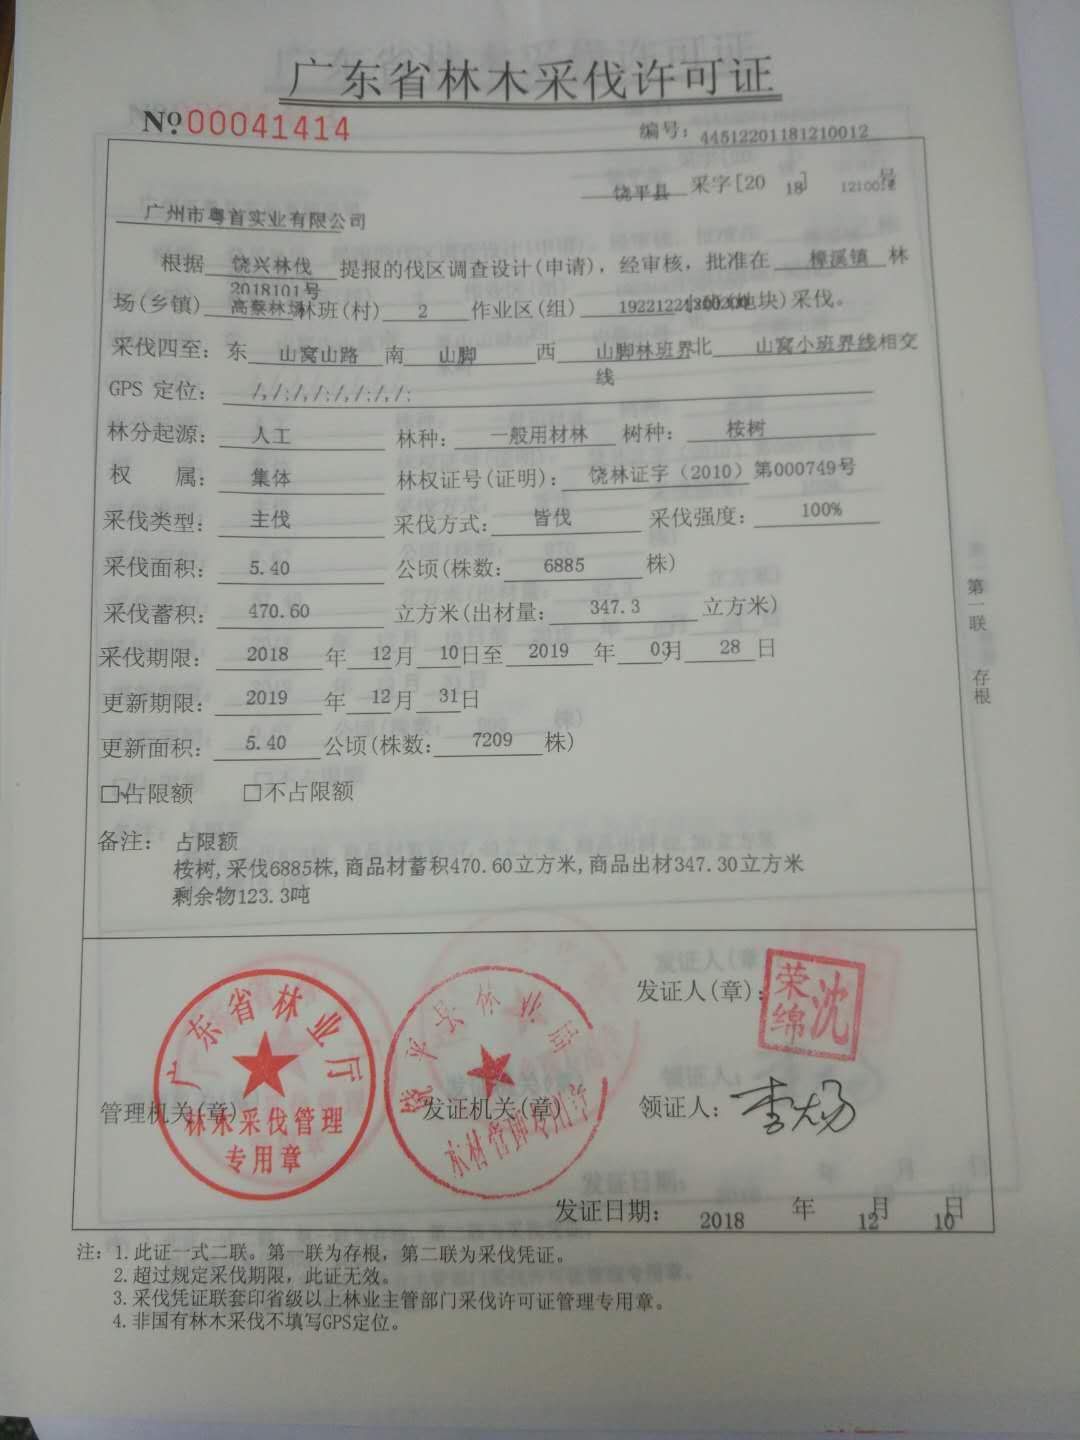 广东省林木采伐许可证
№ 00041414
编号: 44512201181210012
饶平县 采字[20 18] 号
广州市粤首实业有限公司
根据 饶兴林伐 提报的伐区调查设计(申请), 经审核, 批准在 樟溪镇 林
2018101号
场(乡镇) 高蔡林场 林班(村) 2 作业区(组) (地块)采伐。
采伐四至: 东 山窝山路 南 山脚 西 山脚林班界 北 山窝小班界线相交
线
GPS 定位: /,/;/,/;/,/;/,/;
林分起源: 人工 林种: 一般用材林 树种: 桉树
权 属: 集体 林权证号(证明): 饶林证字（2010）第000749号
采伐类型: 主伐 采伐方式: 皆伐 采伐强度: 100%
采伐面积: 5.40 公顷(株数: 6885 株)
采伐蓄积: 470.60 立方米(出材量: 347.3 立方米)
采伐期限: 2018 年 12 月 10 日至 2019 年 03 月 28 日
更新期限: 2019 年 12 月 31 日
更新面积: 5.40 公顷(株数: 7209 株)
☑占限额 □不占限额
备注: 占限额
桉树,采伐6885株,商品材蓄积470.60立方米,商品出材347.30立方米
剩余物123.3吨
第一联 存根
发证人(章):
沈荣绵
广东省林业厅
林木采伐管理
专用章
饶平县林业局
管理机关(章)
发证机关(章)
领证人:
发证日期: 2018 年 12 月 10 日
注: 1.此证一式二联。第一联为存根, 第二联为采伐凭证。
2.超过规定采伐期限, 此证无效。
3.采伐凭证联套印省级以上林业主管部门采伐许可证管理专用章。
4.非国有林木采伐不填写GPS定位。